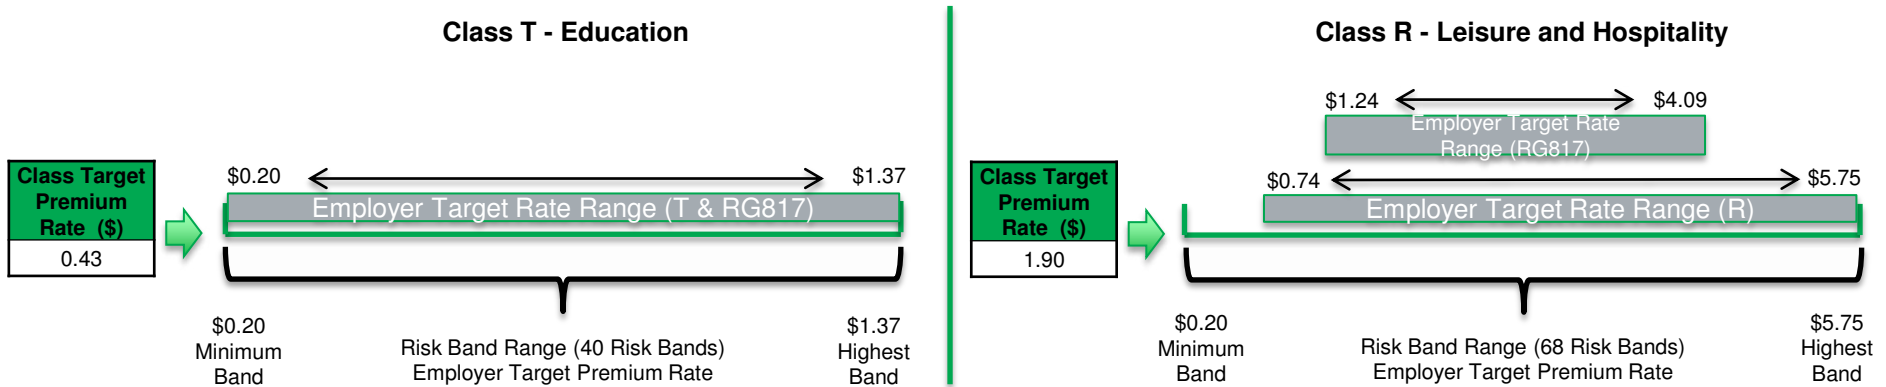 Class T - Education
$0.20
$1.37
Class Target
Premium
Rate ($)
0.43
Employer Target Rate Range (T & RG817)
$0.20
Minimum
Band
Risk Band Range (40 Risk Bands)
Employer Target Premium Rate
$1.37
Highest
Band
Class R - Leisure and Hospitality
$1.24
$4.09
Employer Target Rate
Range (RG817)
Class Target
Premium
Rate ($)
1.90
$0.74
$5.75
Employer Target Rate Range (R)
$0.20
Minimum
Band
Risk Band Range (68 Risk Bands)
Employer Target Premium Rate
$5.75
Highest
Band